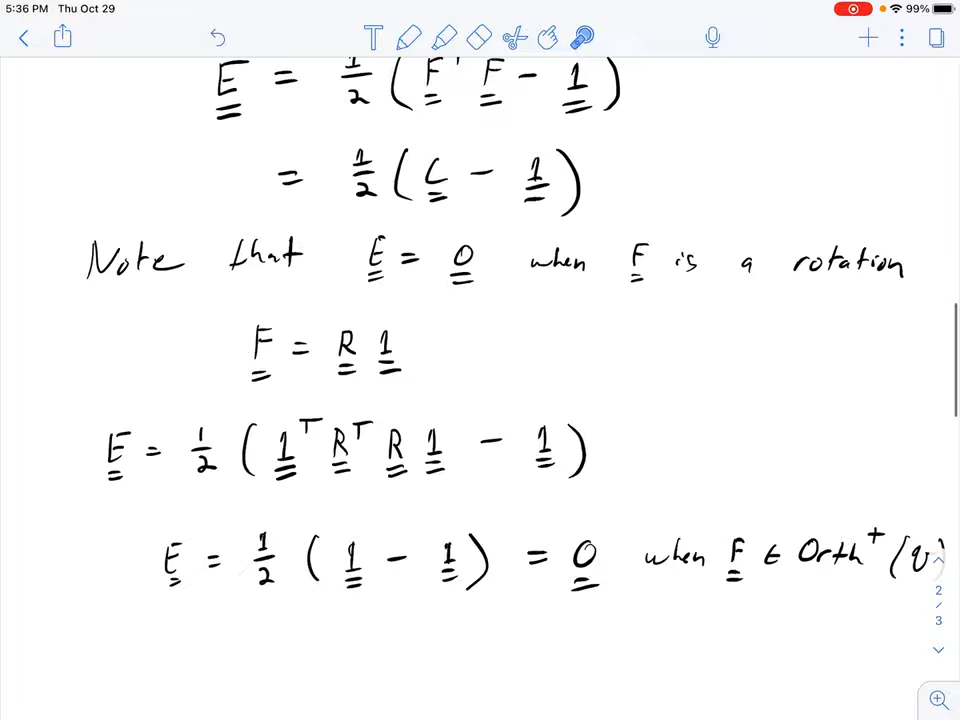 5:36 PM Thu Oct 29 99%
E = 1/2 ( F^T F - 1 )
= 1/2 ( C - 1 )
Note that E = 0 when F is a rotation
F = R 1
E = 1/2 ( 1^T R^T R 1 - 1 )
E = 1/2 ( 1 - 1 ) = 0 when F ∈ Orth^+ (V)
2
/
3